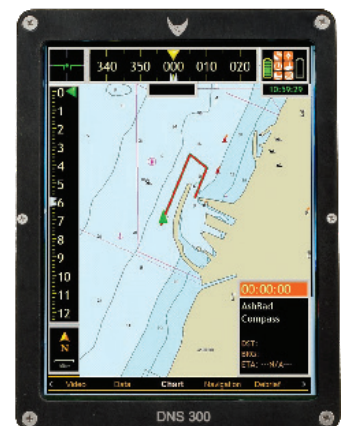 340 350 000 010 020
10:59:29
0
1
2
3
4
5
6
7
8
9
10
11
12
N
00:00:00
AshRad
Compass
DST:
BRG:
ETA: --N/A--
< Video Data Chart Navigation Debrief >
DNS 300